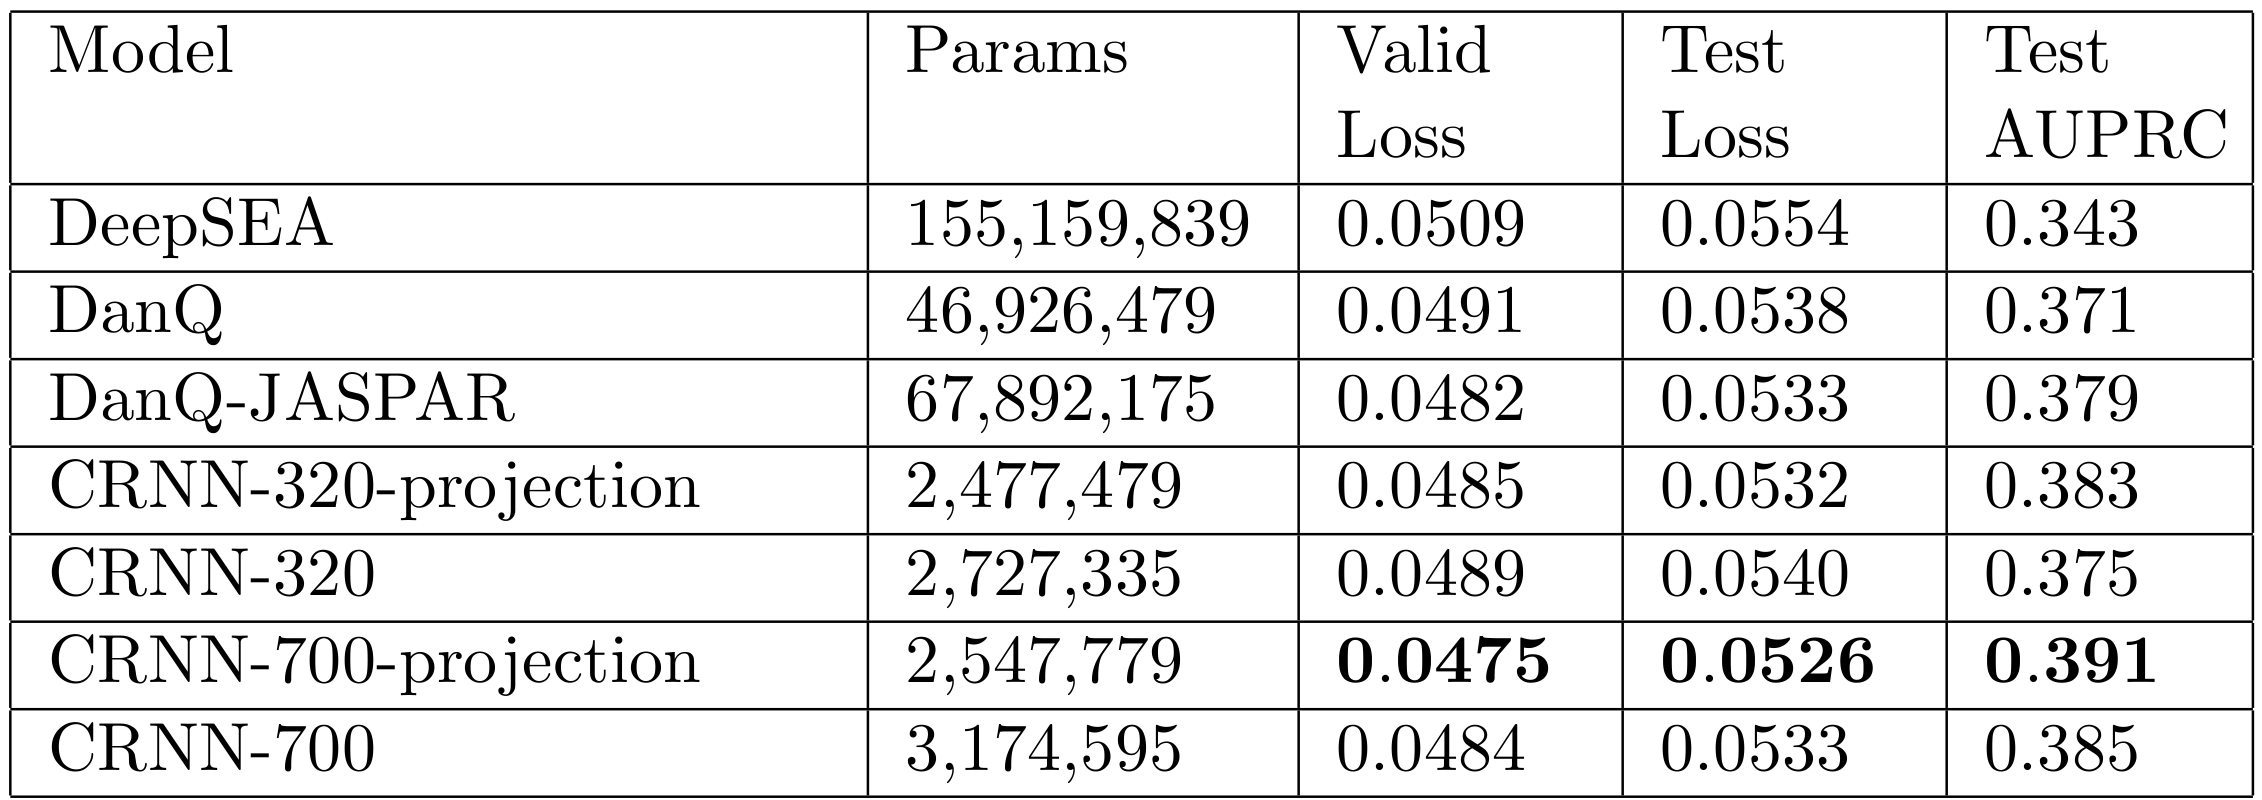 Model Params Valid Test Test
Loss Loss AUPRC
DeepSEA 155,159,839 0.0509 0.0554 0.343
DanQ 46,926,479 0.0491 0.0538 0.371
DanQ-JASPAR 67,892,175 0.0482 0.0533 0.379
CRNN-320-projection 2,477,479 0.0485 0.0532 0.383
CRNN-320 2,727,335 0.0489 0.0540 0.375
CRNN-700-projection 2,547,779 0.0475 0.0526 0.391
CRNN-700 3,174,595 0.0484 0.0533 0.385